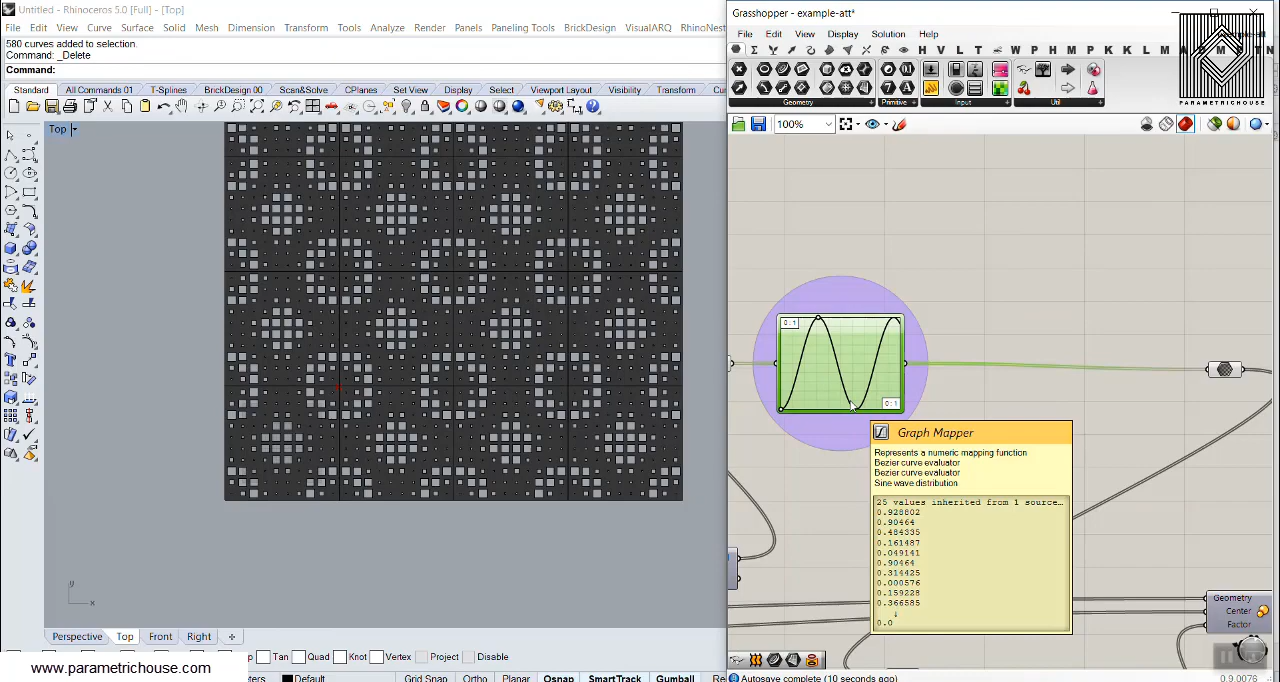 Untitled - Rhinoceros 5.0 [Full] - [Top]
File Edit View Curve Surface Solid Mesh Dimension Transform Tools Analyze Render Panels Paneling Tools BrickDesign VisualARQ RhinoNest
580 curves added to selection.
Command: _Delete
Command:
Standard All Commands 01 T-Splines BrickDesign 00 Scan&Solve CPlanes Set View Display Select Viewport Layout Visibility Transform
Top
y
x
Perspective Top Front Right
Tan Quad Knot Vertex Project Disable
Default Grid Snap Ortho Planar Osnap SmartTrack Gumball
www.parametrichouse.com
Grasshopper - example-att*
File Edit View Display Solution Help
H V L T W P H M P K K L M
PARAMETRICHOUSE
Geometry Primitive Input Util
100%
0:1
0:1
Graph Mapper
Represents a numeric mapping function
Bezier curve evaluator
Bezier curve evaluator
Sine wave distribution
25 values inherited from 1 source…
0.928802
0.90464
0.484335
0.161487
0.049141
0.90464
0.314425
0.000576
0.159228
0.366585
0.0
Geometry
Center
Factor
Autosave complete (10 seconds ago)
0.9.0076